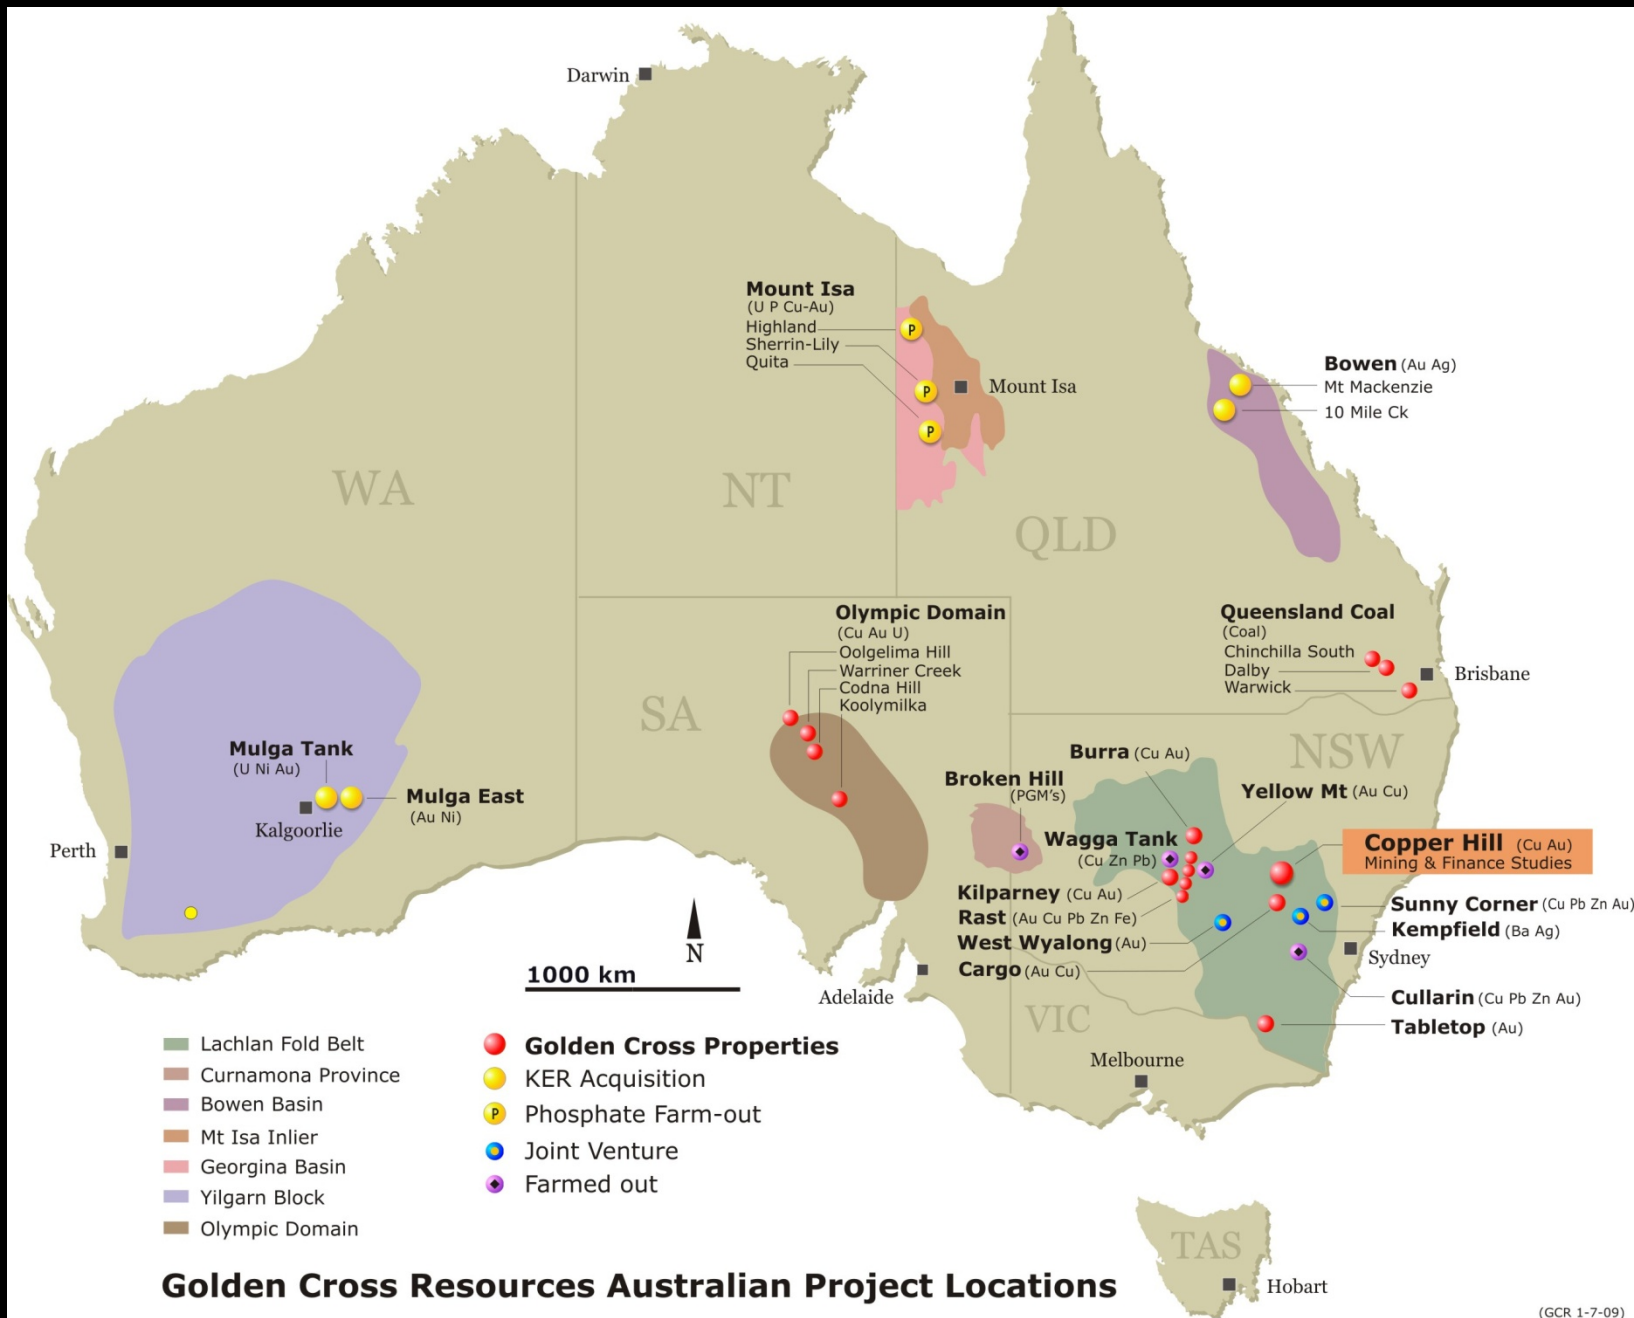 Darwin
Mount Isa
(U P Cu-Au)
Highland
Sherrin-Lily
Quita
P
P
P
Mount Isa
Bowen (Au Ag)
Mt Mackenzie
10 Mile Ck
WA
NT
QLD
Olympic Domain
(Cu Au U)
Oolgelima Hill
Warriner Creek
Codna Hill
Koolymilka
Queensland Coal
(Coal)
Chinchilla South
Dalby
Warwick
Brisbane
SA
NSW
Mulga Tank
(U Ni Au)
Mulga East
(Au Ni)
Kalgoorlie
Perth
Burra (Cu Au)
Broken Hill
(PGM's)
Yellow Mt (Au Cu)
Wagga Tank
(Cu Zn Pb)
Copper Hill (Cu Au)
Mining & Finance Studies
Kilparney (Cu Au)
Rast (Au Cu Pb Zn Fe)
West Wyalong (Au)
Cargo (Au Cu)
Sunny Corner (Cu Pb Zn Au)
Kempfield (Ba Ag)
Sydney
Cullarin (Cu Pb Zn Au)
Tabletop (Au)
N
1000 km
Adelaide
VIC
Melbourne
Lachlan Fold Belt
Curnamona Province
Bowen Basin
Mt Isa Inlier
Georgina Basin
Yilgarn Block
Olympic Domain
Golden Cross Properties
KER Acquisition
P Phosphate Farm-out
Joint Venture
Farmed out
TAS
Hobart
Golden Cross Resources Australian Project Locations
(GCR 1-7-09)